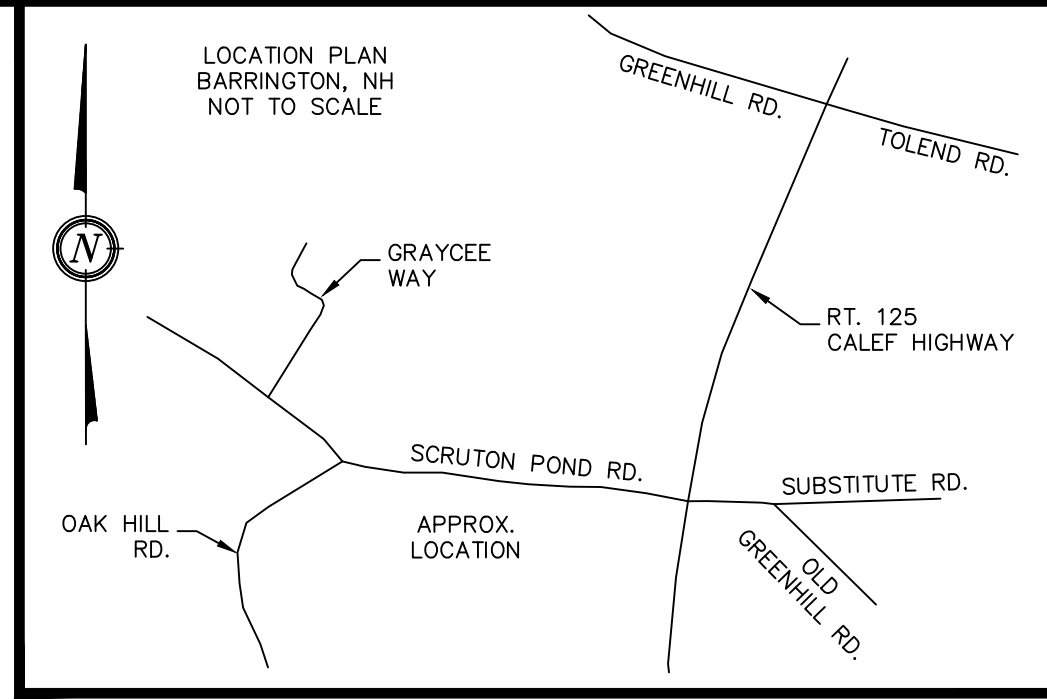 LOCATION PLAN
BARRINGTON, NH
NOT TO SCALE
GREENHILL RD.
TOLEND RD.
N
GRAYCEE
WAY
RT. 125
CALEF HIGHWAY
SCRUTON POND RD.
SUBSTITUTE RD.
OAK HILL
RD.
APPROX.
LOCATION
OLD
GREENHILL RD.